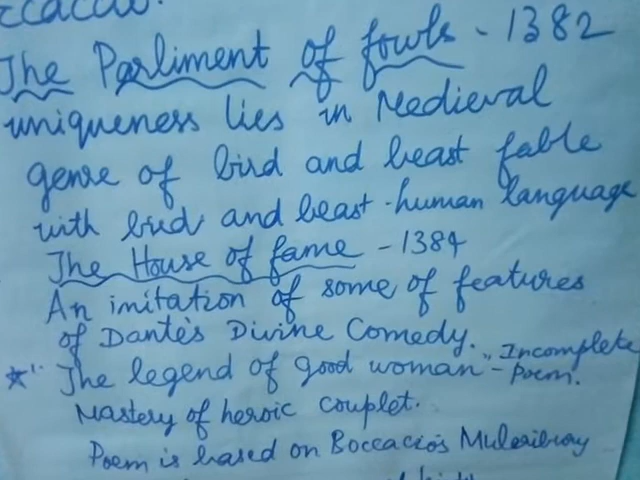 The Parliment of fowls - 1382
uniqueness lies in Medieval
genre of bird and beast fable
with bird and beast - human language
The House of fame - 1384
An imitation of some of features
of Dante's Divine Comedy.
* "The legend of good woman" - Incomplete
Poem.
Mastery of heroic couplet.
Poem is based on Boccacio's